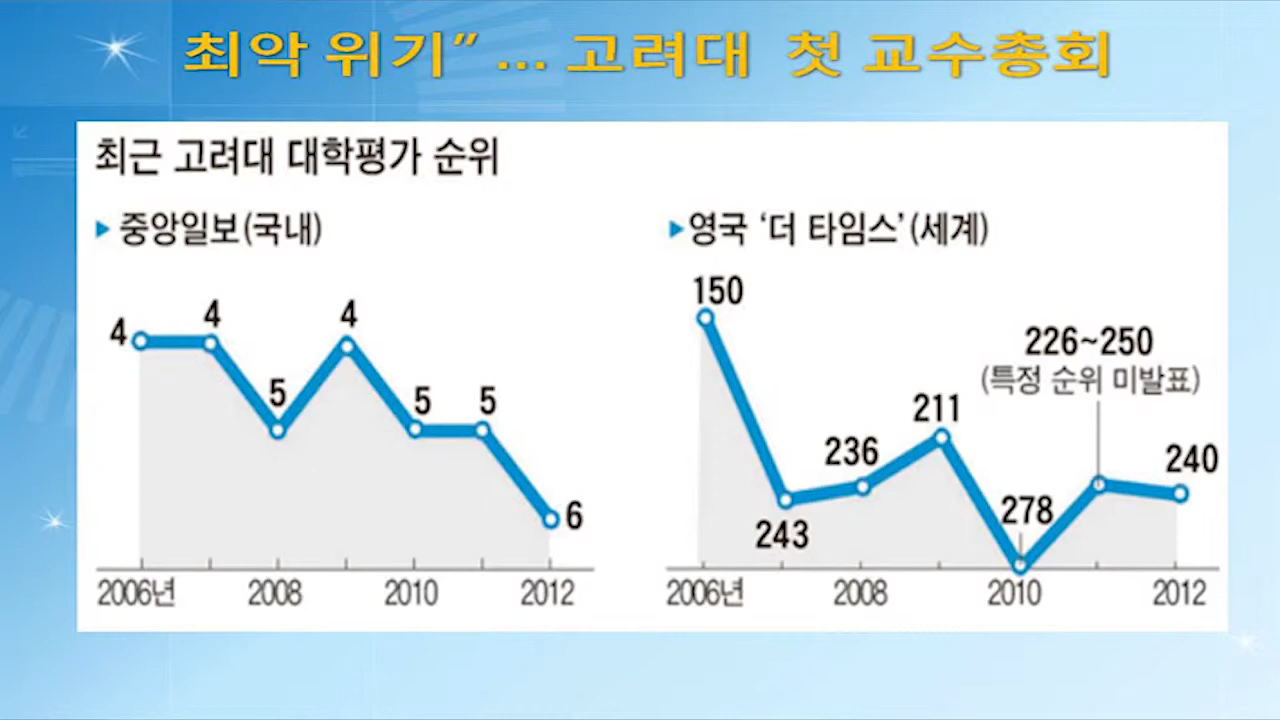 최악 위기” ... 고려대 첫 교수총회
최근 고려대 대학평가 순위
▶ 중앙일보(국내)
4
4
5
4
5
5
6
2006년 2008 2010 2012
▶영국 ‘더 타임스’(세계)
150
243
236
211
278
226~250
(특정 순위 미발표)
240
2006년 2008 2010 2012